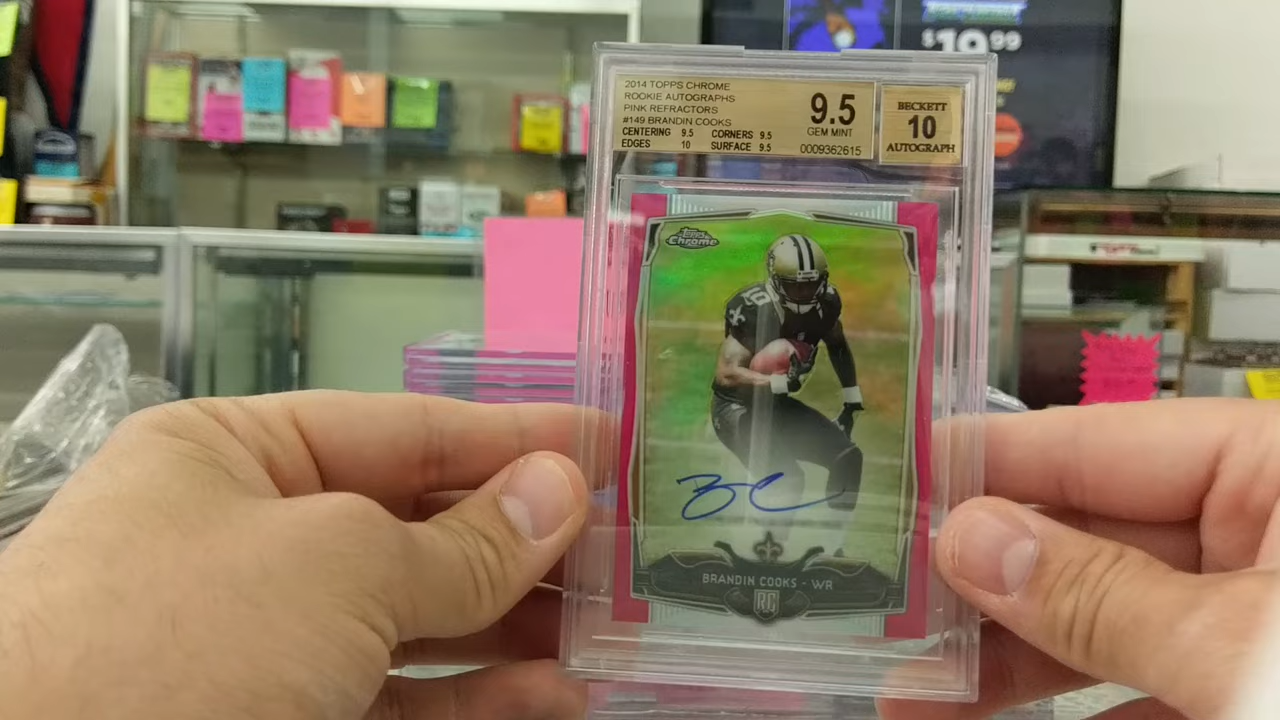 $19.99
2014 TOPPS CHROME
ROOKIE AUTOGRAPHS
PINK REFRACTORS
#149 BRANDIN COOKS
CENTERING 9.5 CORNERS 9.5
EDGES 10 SURFACE 9.5
9.5
GEM MINT
0009362615
BECKETT
10
AUTOGRAPH
Topps
Chrome
10
BRANDIN COOKS - WR
RC